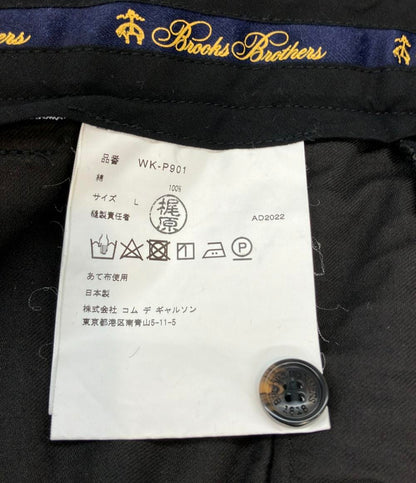 Brothers
Brooks Brothers
品番 WK-P901
綿 100%
サイズ L
縫製責任者 梶原 AD2022
P
あて布使用
日本製
株式会社 コム デ ギャルソン
東京都港区南青山5-11-5
1818